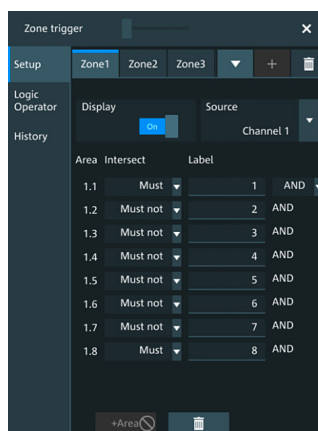 Zone trigger
Setup
Zone1 Zone2 Zone3
Logic
Operator
History
Display Source
On
Channel 1
Area Intersect Label
1.1 Must 1 AND
1.2 Must not 2 AND
1.3 Must not 3 AND
1.4 Must not 4 AND
1.5 Must not 5 AND
1.6 Must not 6 AND
1.7 Must not 7 AND
1.8 Must 8 AND
+Area